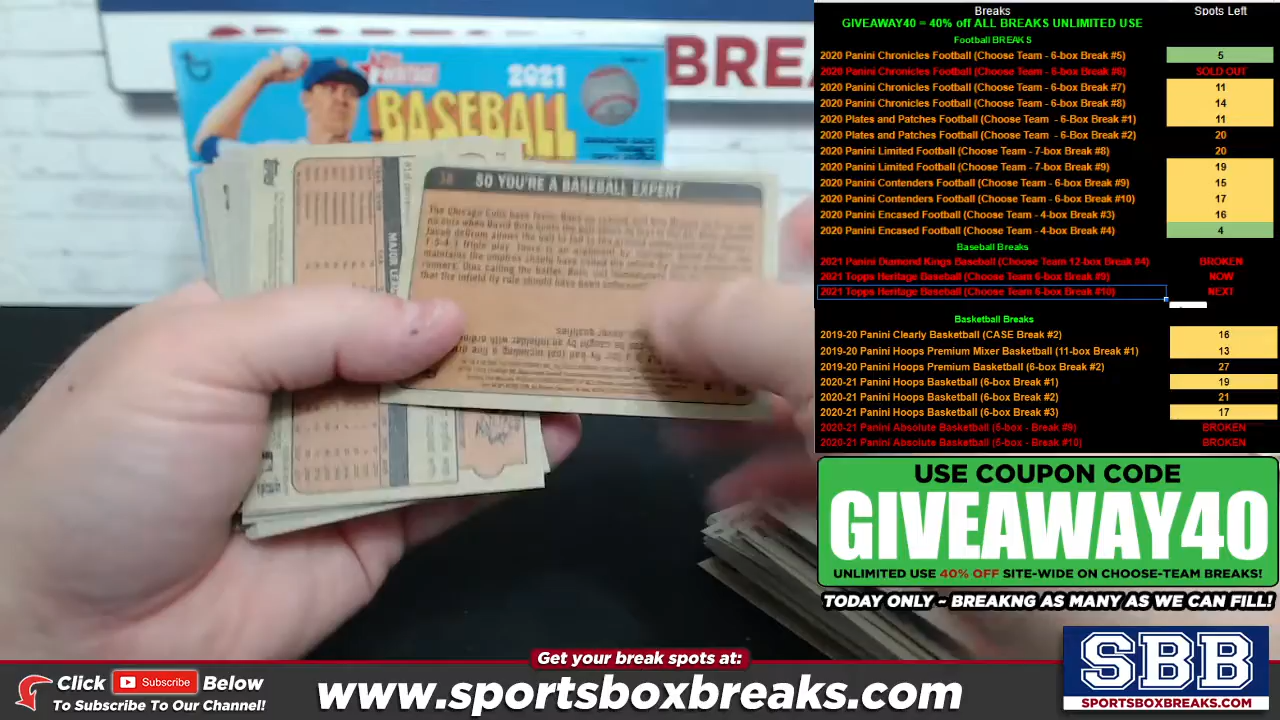 Breaks Spots Left
GIVEAWAY40 = 40% off ALL BREAKS UNLIMITED USE
Football BREAKS
2020 Panini Chronicles Football (Choose Team - 6-box Break #5) 5
2020 Panini Chronicles Football (Choose Team - 6-box Break #6) SOLD OUT
2020 Panini Chronicles Football (Choose Team - 6-box Break #7) 11
2020 Panini Chronicles Football (Choose Team - 6-box Break #8) 14
2020 Plates and Patches Football (Choose Team - 6-Box Break #1) 11
2020 Plates and Patches Football (Choose Team - 6-Box Break #2) 20
2020 Panini Limited Football (Choose Team - 7-box Break #8) 20
2020 Panini Limited Football (Choose Team - 7-box Break #9) 19
2020 Panini Contenders Football (Choose Team - 6-box Break #9) 15
2020 Panini Contenders Football (Choose Team - 6-box Break #10) 17
2020 Panini Encased Football (Choose Team - 4-box Break #3) 16
2020 Panini Encased Football (Choose Team - 4-box Break #4) 4
Baseball Breaks
2021 Panini Diamond Kings Baseball (Choose Team 12-box Break #4) BROKEN
2021 Topps Heritage Baseball (Choose Team 6-box Break #9) NOW
2021 Topps Heritage Baseball (Choose Team 6-box Break #10) NEXT
Basketball Breaks
2019-20 Panini Clearly Basketball (CASE Break #2) 16
2019-20 Panini Hoops Premium Mixer Basketball (11-box Break #1) 13
2019-20 Panini Hoops Premium Basketball (6-box Break #2) 27
2020-21 Panini Hoops Basketball (6-box Break #1) 19
2020-21 Panini Hoops Basketball (6-box Break #2) 21
2020-21 Panini Hoops Basketball (6-box Break #3) 17
2020-21 Panini Absolute Basketball (5-box - Break #9) BROKEN
2020-21 Panini Absolute Basketball (5-box - Break #10) BROKEN
USE COUPON CODE
GIVEAWAY40
UNLIMITED USE 40% OFF SITE-WIDE ON CHOOSE-TEAM BREAKS!
TODAY ONLY ~ BREAKNG AS MANY AS WE CAN FILL!
SBB
SPORTSBOXBREAKS.COM
BREA
2021
BASEBALL
SO YOU'RE A BASEBALL EXPERT
Topps
Get your break spots at:
Click Subscribe Below
To Subscribe To Our Channel!
www.sportsboxbreaks.com